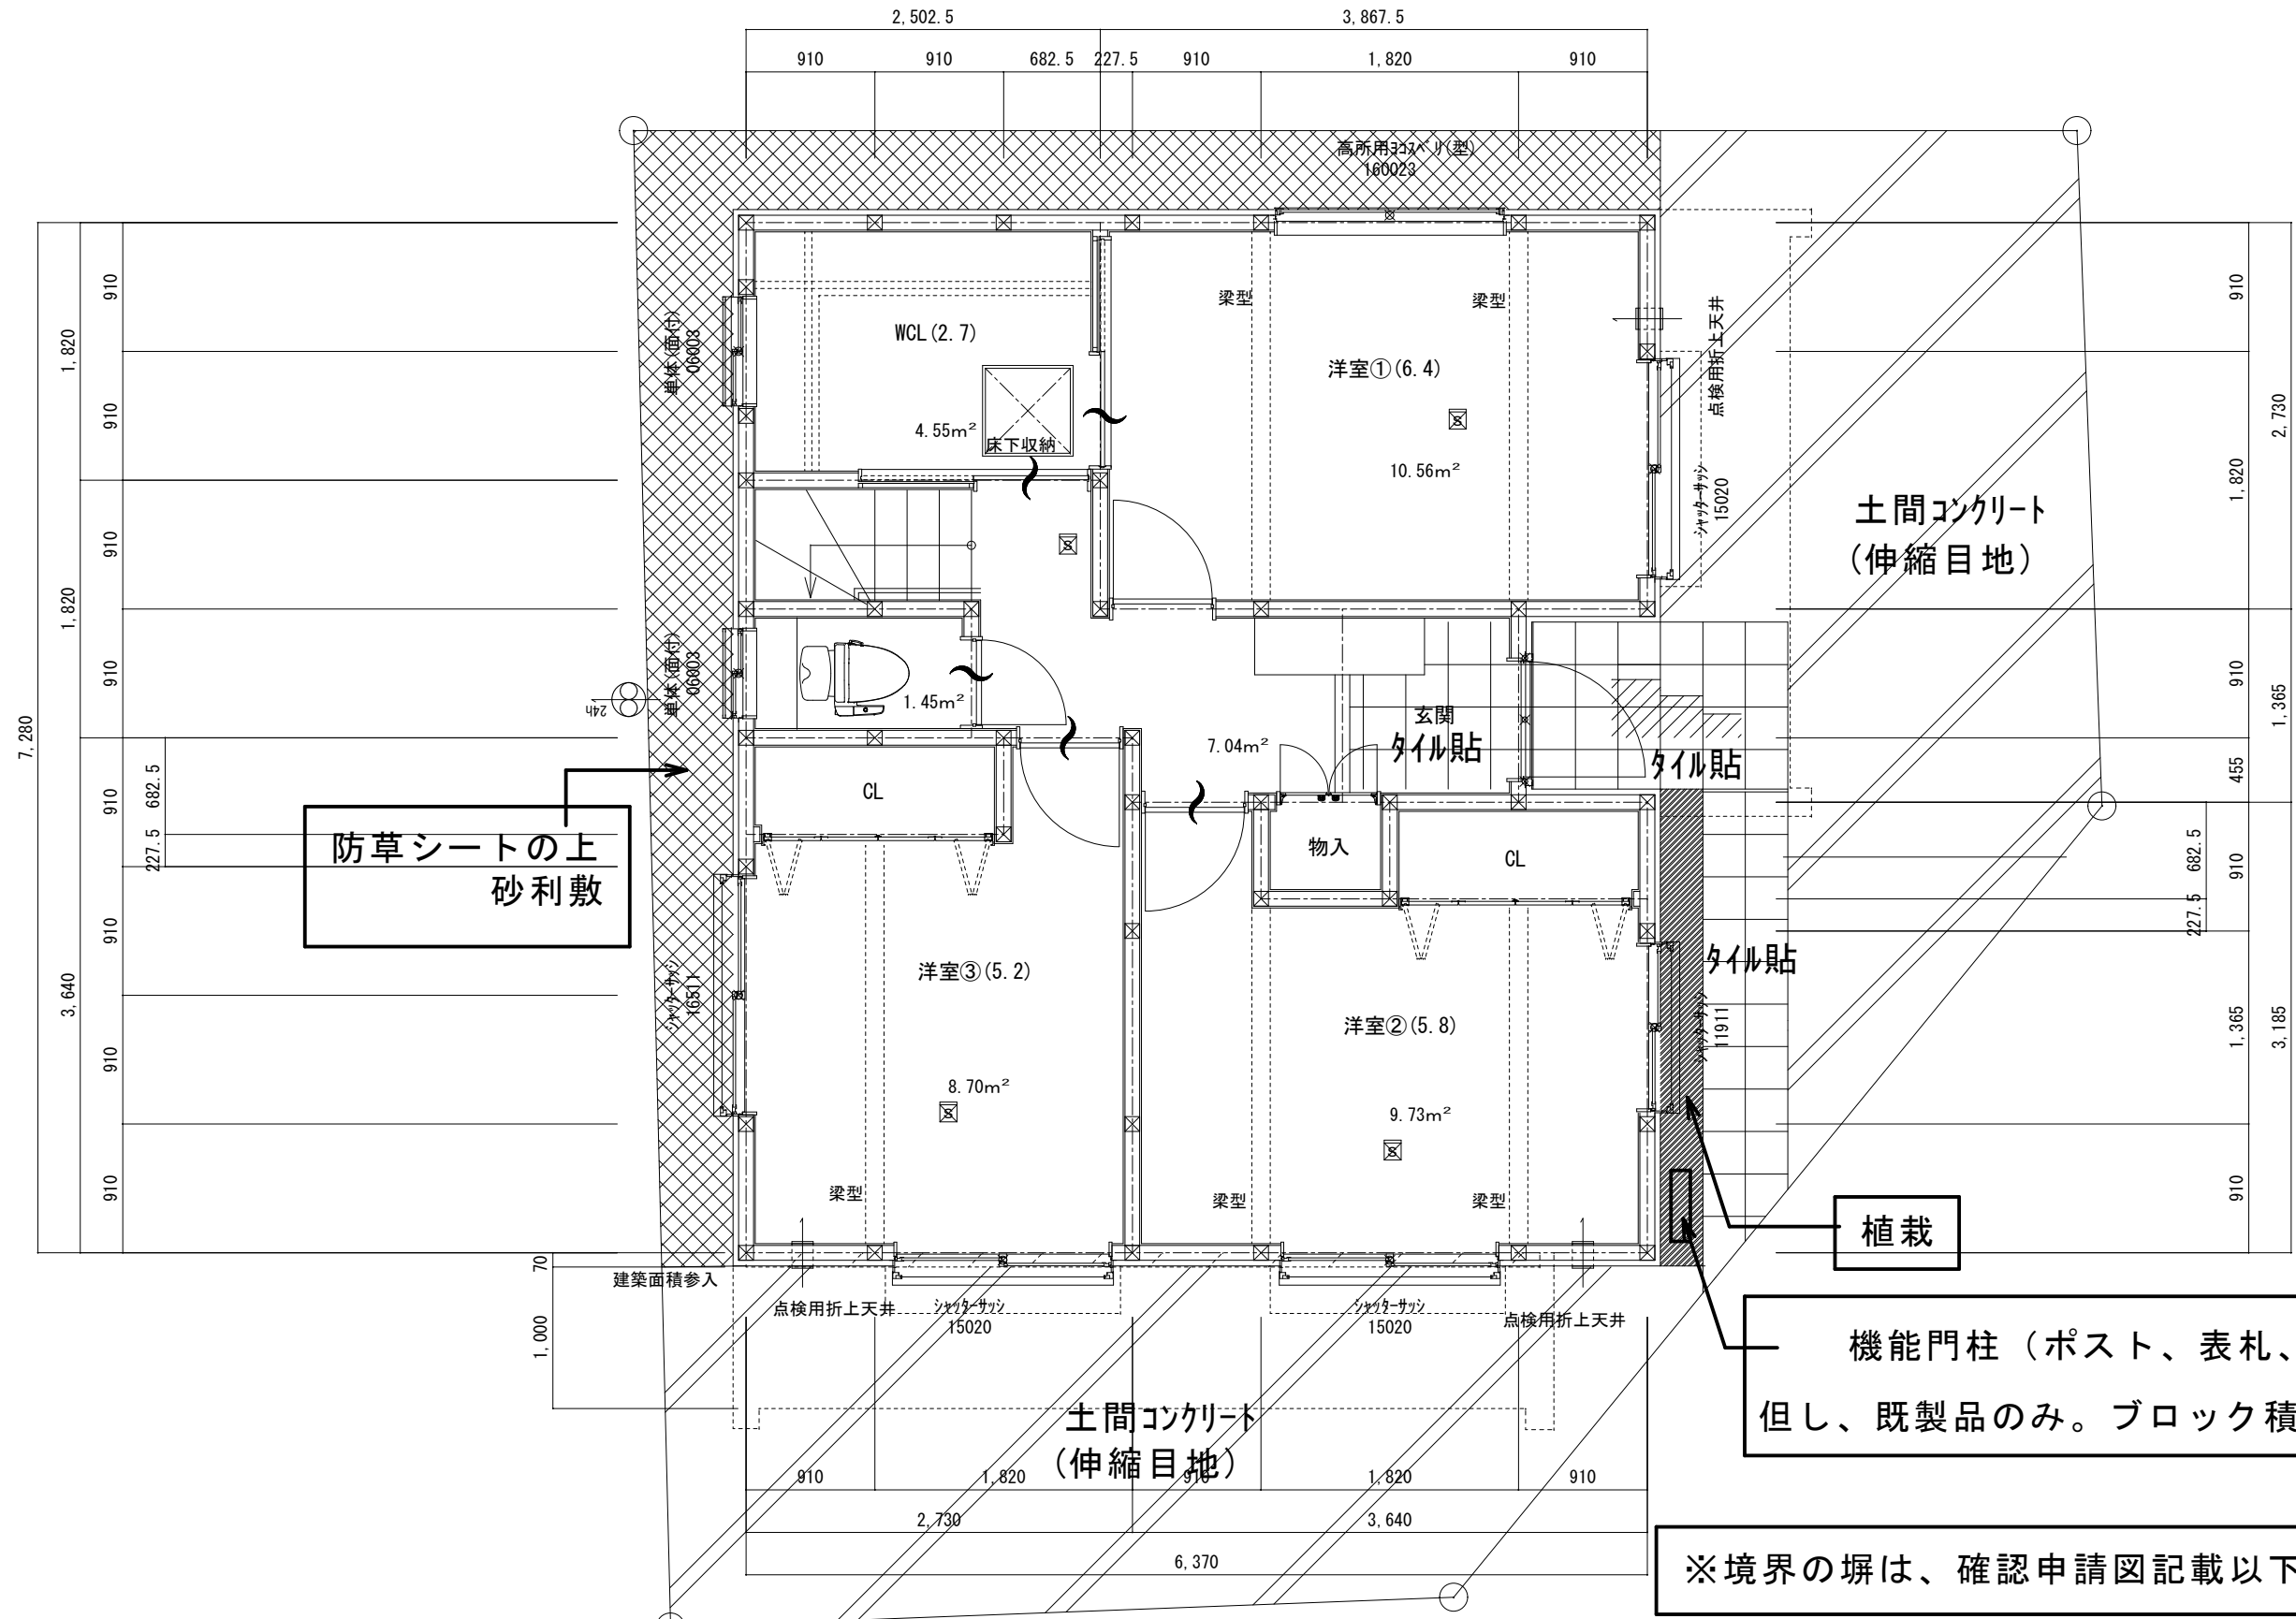 2,502.5 3,867.5
910 910 682.5 227.5 910 1,820 910
160023
910
1,820
910
910
1,820
910
7,280
910
682.5
227.5
910
3,640
910
910
単体(面付)
06003
単体(面付)
06003
24h
シャッターサッシ
16511
WCL(2.7)
4.55m²
床下収納
梁型
梁型
洋室①(6.4)
10.56m²
S
S
点検用折上天井
シャッターサッシ
15020
土間コンクリート
(伸縮目地)
910
2,730
1,820
910
1,365
455
682.5
910
227.5
1,365
3,185
910
1.45m²
7.04m²
玄関
タイル貼
タイル貼
CL
物入
CL
防草シートの上
砂利敷
洋室③(5.2)
8.70m²
S
梁型
洋室②(5.8)
9.73m²
S
梁型
梁型
タイル貼
シャッターサッシ
11911
植栽
70
建築面積参入
1,000
点検用折上天井
シャッターサッシ
15020
シャッターサッシ
15020
点検用折上天井
機能門柱（ポスト、表札、
但し、既製品のみ。ブロック積
土間コンクリート
(伸縮目地)
910 1,820 910 1,820 910
2,730 3,640
6,370
※境界の塀は、確認申請図記載以下